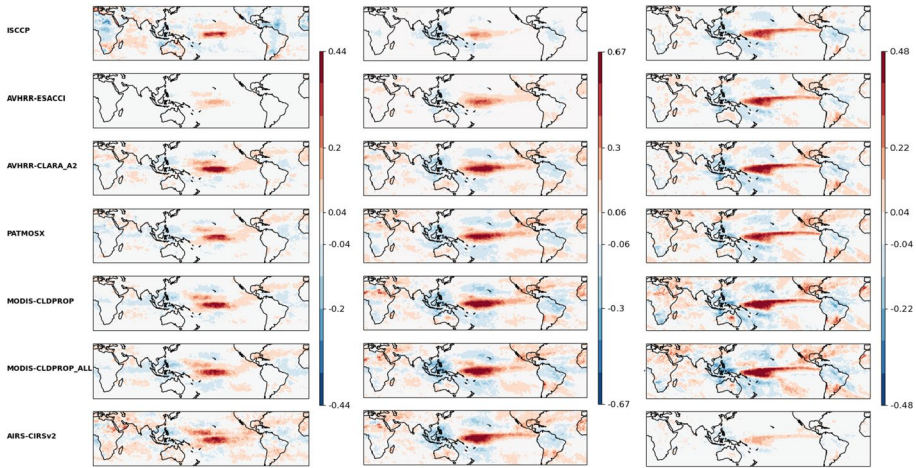 ISCCP
AVHRR-ESACCI
AVHRR-CLARA_A2
PATMOSX
MODIS-CLDPROP
MODIS-CLDPROP_ALL
AIRS-CIRSv2
0.44
0.2
0.04
-0.04
-0.2
-0.44
0.67
0.3
0.06
-0.06
-0.3
-0.67
0.48
0.22
0.04
-0.04
-0.22
-0.48